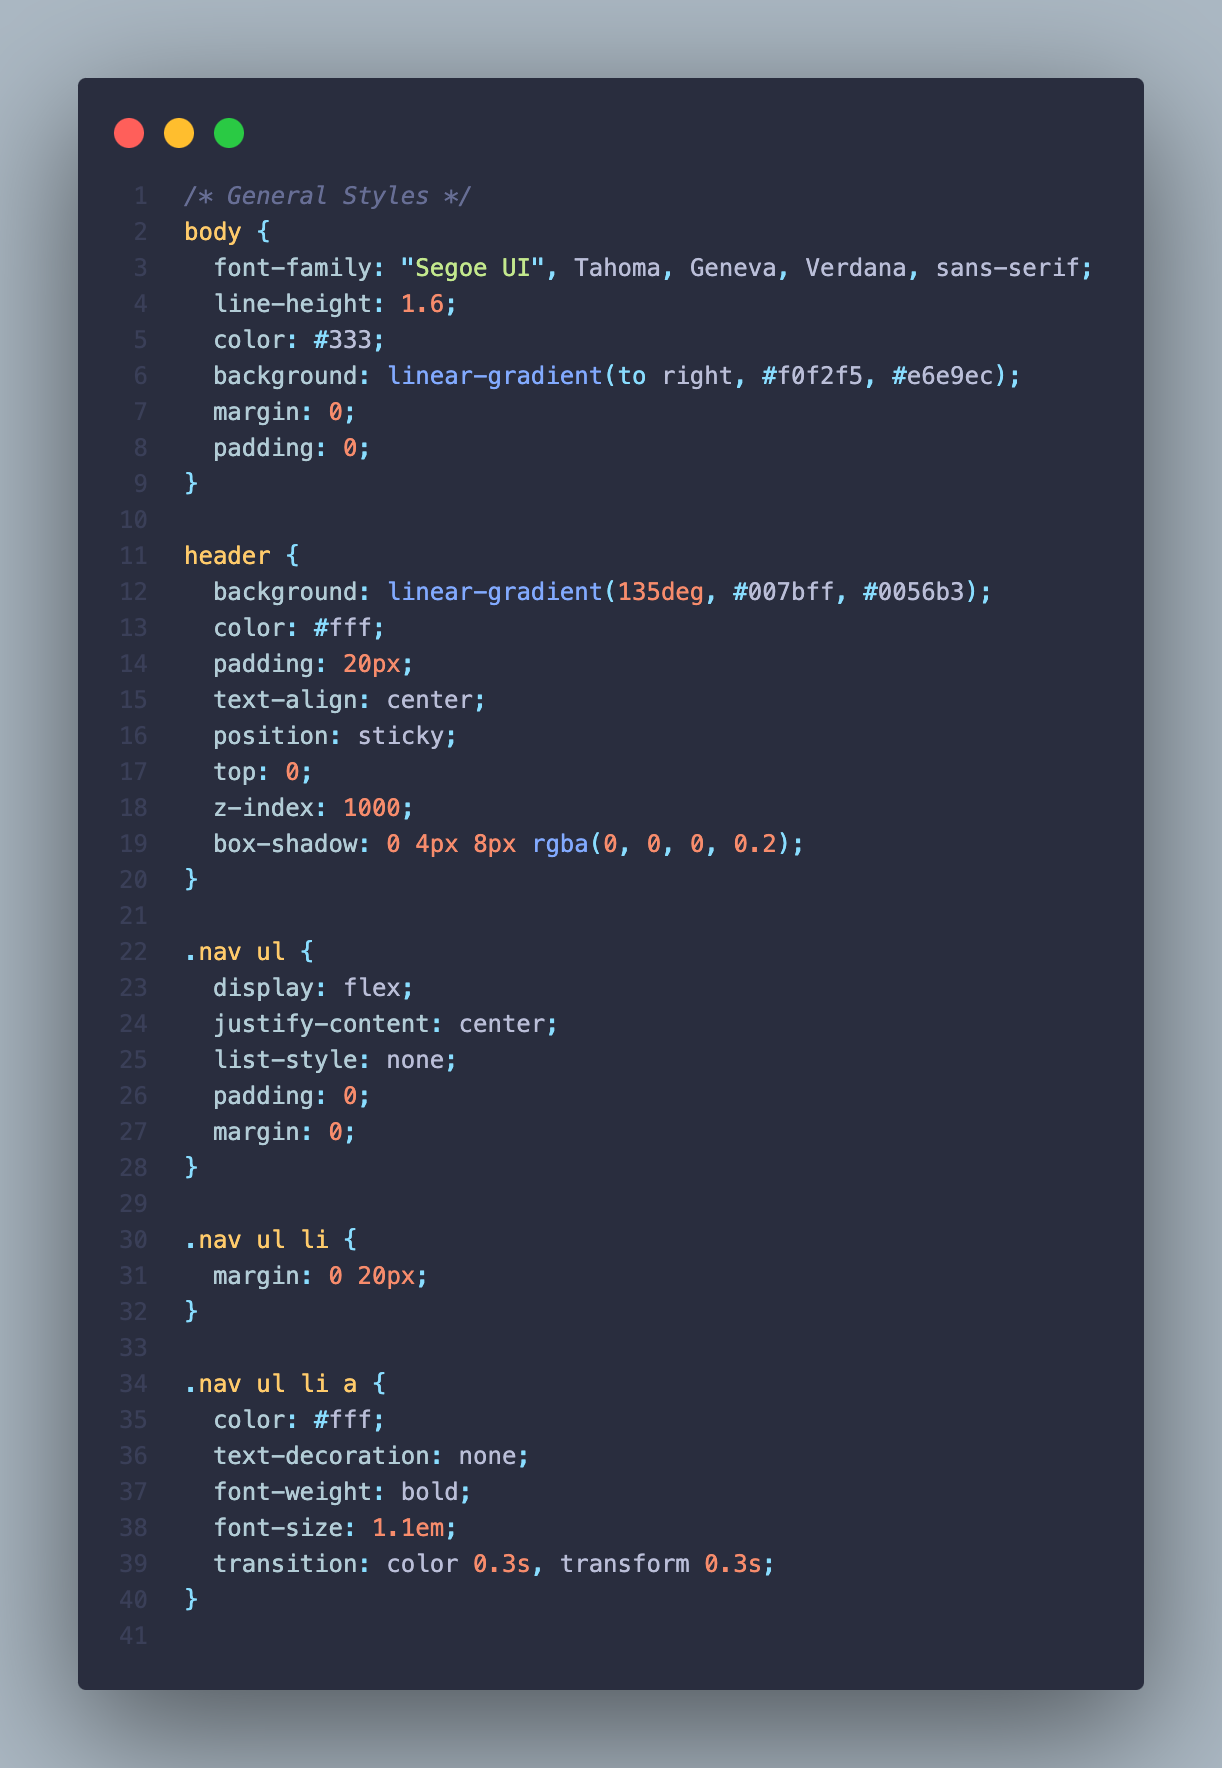 1 /* General Styles */
2 body {
3   font-family: "Segoe UI", Tahoma, Geneva, Verdana, sans-serif;
4   line-height: 1.6;
5   color: #333;
6   background: linear-gradient(to right, #f0f2f5, #e6e9ec);
7   margin: 0;
8   padding: 0;
9 }
10
11 header {
12   background: linear-gradient(135deg, #007bff, #0056b3);
13   color: #fff;
14   padding: 20px;
15   text-align: center;
16   position: sticky;
17   top: 0;
18   z-index: 1000;
19   box-shadow: 0 4px 8px rgba(0, 0, 0, 0.2);
20 }
21
22 .nav ul {
23   display: flex;
24   justify-content: center;
25   list-style: none;
26   padding: 0;
27   margin: 0;
28 }
29
30 .nav ul li {
31   margin: 0 20px;
32 }
33
34 .nav ul li a {
35   color: #fff;
36   text-decoration: none;
37   font-weight: bold;
38   font-size: 1.1em;
39   transition: color 0.3s, transform 0.3s;
40 }
41